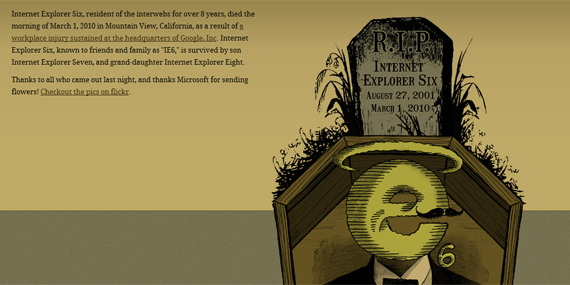 Internet Explorer Six, resident of the interwebs for over 8 years, died the
morning of March 1, 2010 in Mountain View, California, as a result of a
workplace injury sustained at the headquarters of Google, Inc. Internet
Explorer Six, known to friends and family as "IE6," is survived by son
Internet Explorer Seven, and grand-daughter Internet Explorer Eight.
Thanks to all who came out last night, and thanks Microsoft for sending
flowers! Checkout the pics on flickr.
R.I.P.
Internet
Explorer Six
August 27, 2001
March 1, 2010
e
6